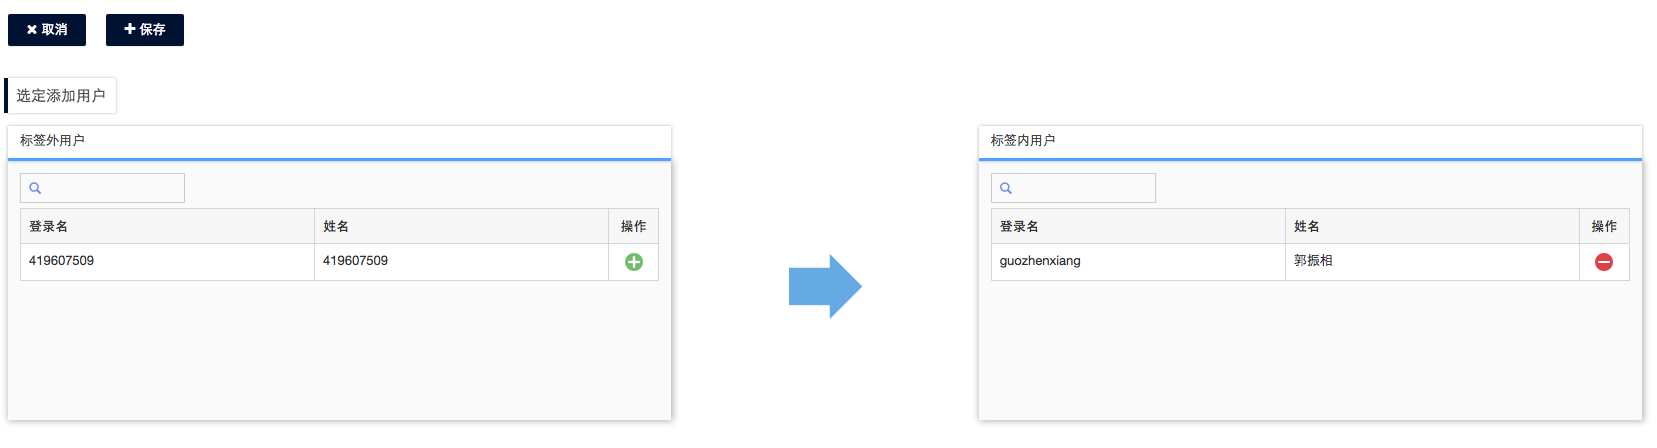 取消 保存
选定添加用户
标签外用户
登录名 姓名 操作
419607509 419607509
标签内用户
登录名 姓名 操作
guozhenxiang 郭振相